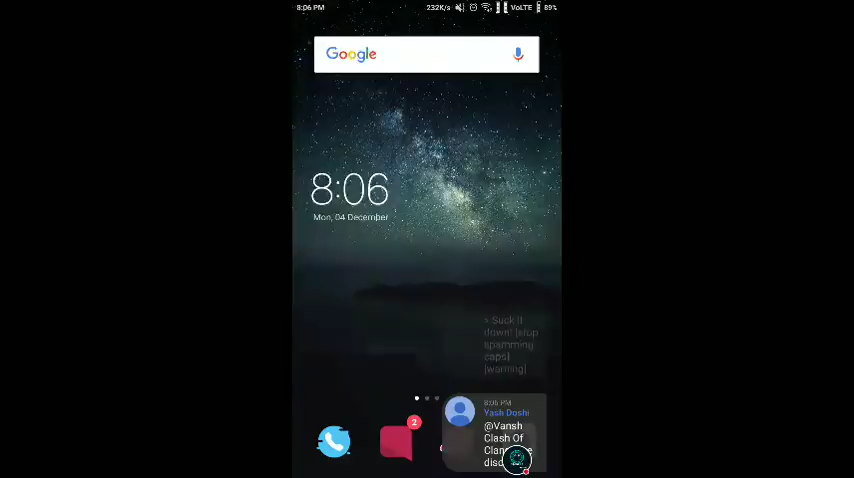 8:06 PM 232K/s VoLTE 89%
Google
8:06
Mon, 04 December
> Suck it
down! [stop
spamming
caps]
[warning]
8:06 PM
Yash Doshi
@Vansh
Clash Of
2